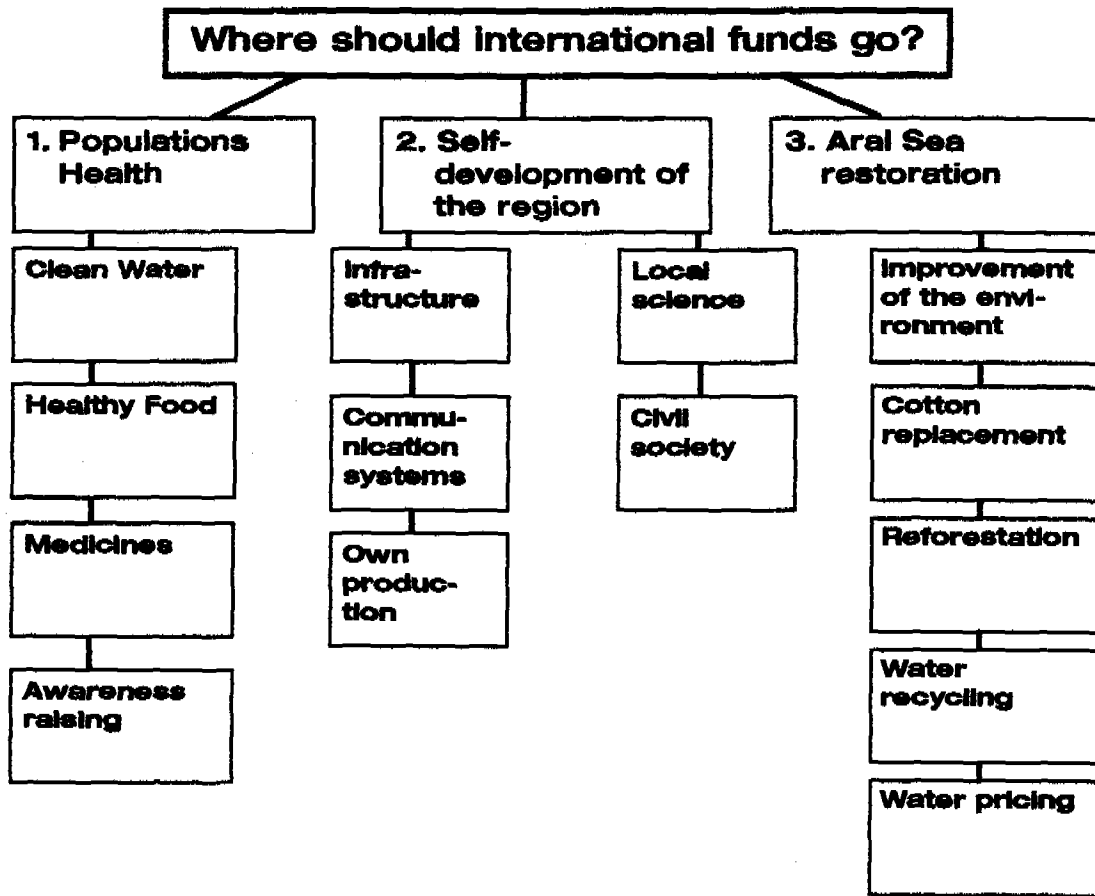 Where should international funds go?
1. Populations
Health
2. Self-
development of
the region
3. Aral Sea
restoration
Clean Water
Healthy Food
Medicines
Awareness
raising
Infra-
structure
Commu-
nication
systems
Own
produc-
tion
Local
science
Civil
society
Improvement
of the envi-
ronment
Cotton
replacement
Reforestation
Water
recycling
Water pricing